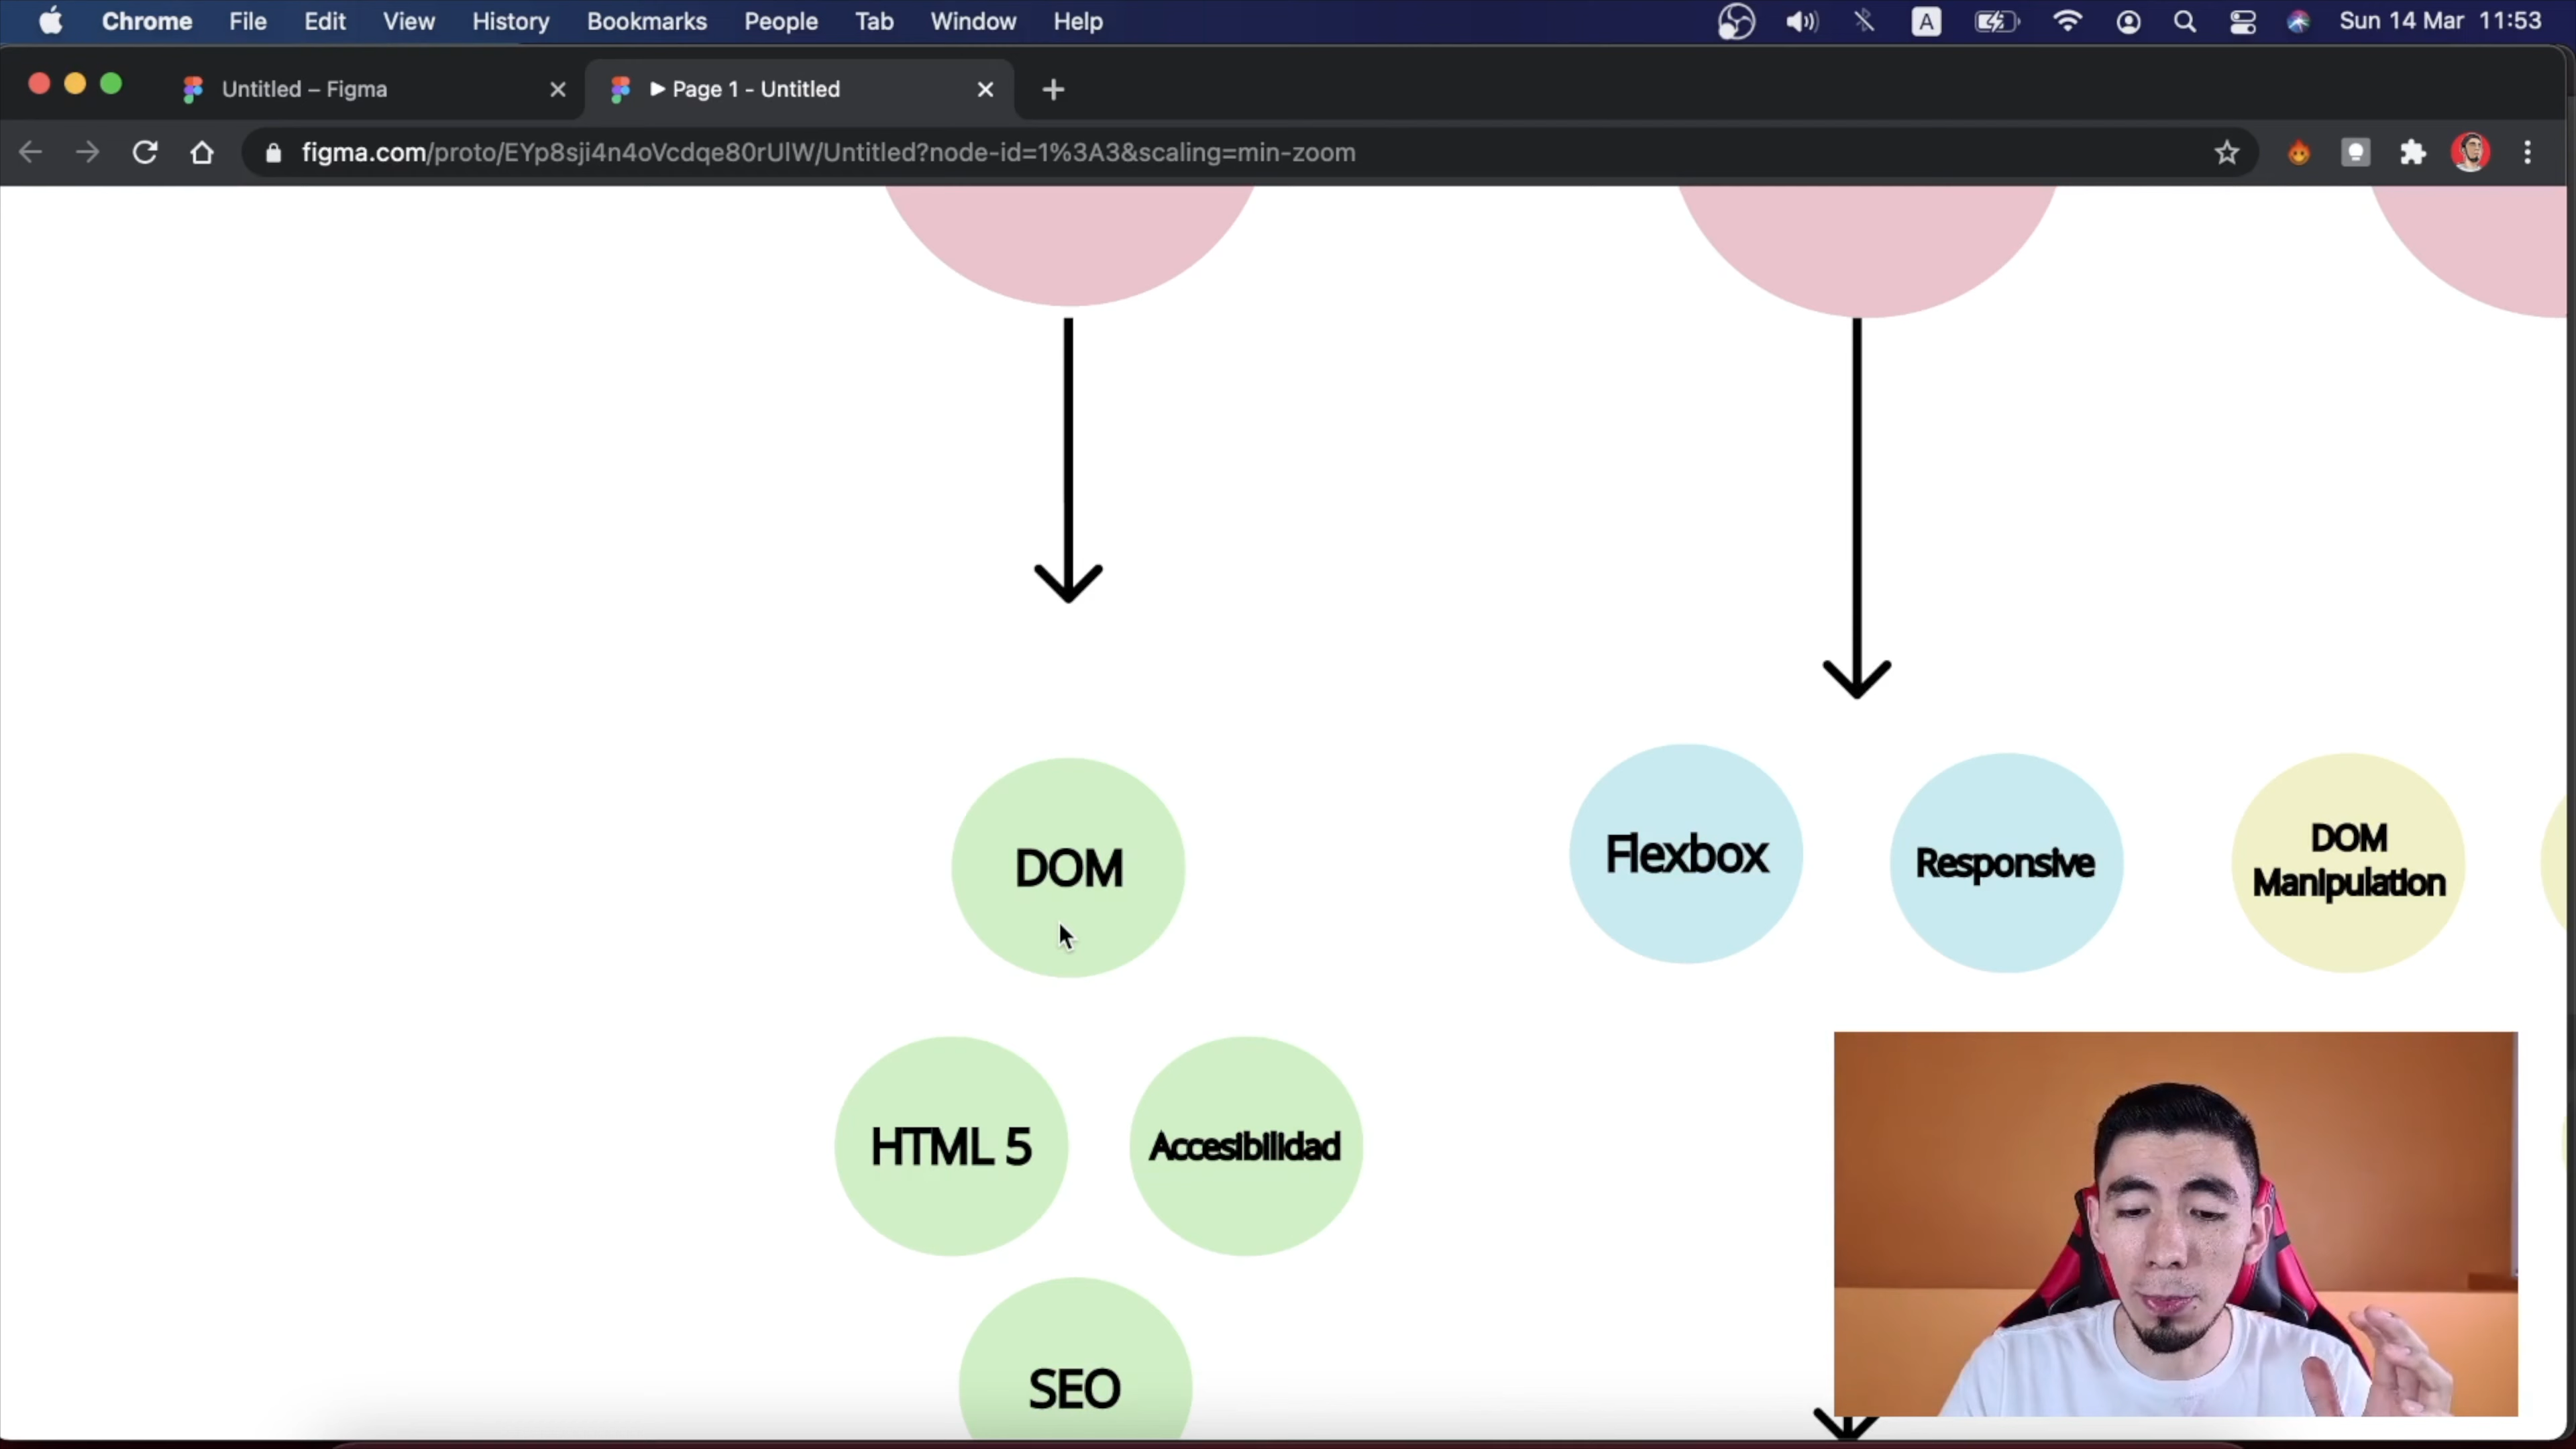 Chrome File Edit View History Bookmarks People Tab Window Help A Sun 14 Mar 11:53
Untitled – Figma Page 1 - Untitled
figma.com/proto/EYp8sji4n4oVcdqe80rUlW/Untitled?node-id=1%3A3&scaling=min-zoom
DOM
Flexbox
Responsive
DOM
Manipulation
HTML 5
Accesibilidad
SEO